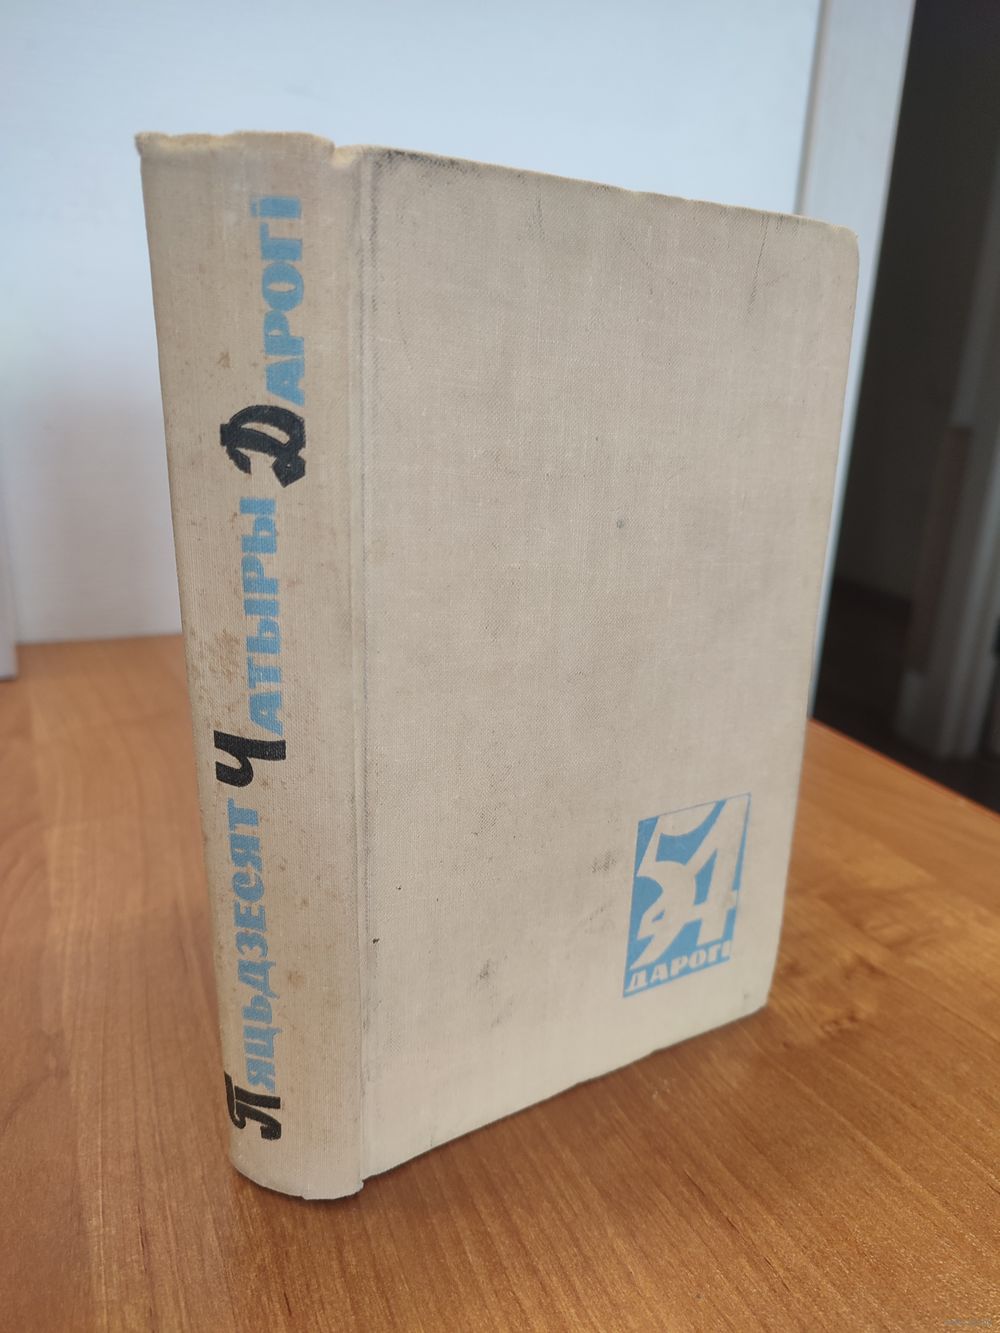 Пяцьдзесят Чатыры Дарогі
54
ДАРОГІ